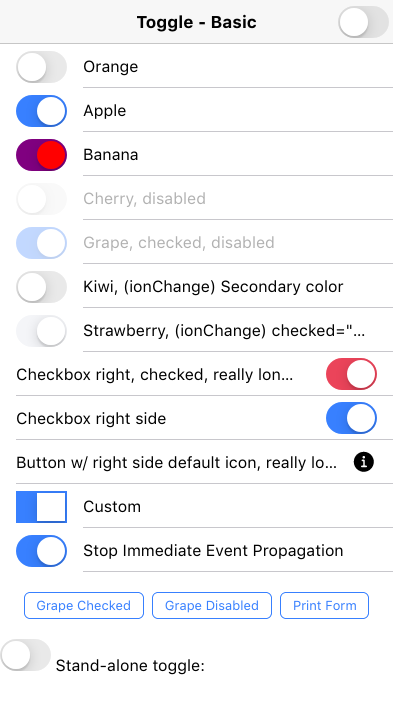 Toggle - Basic
Orange
Apple
Banana
Cherry, disabled
Grape, checked, disabled
Kiwi, (ionChange) Secondary color
Strawberry, (ionChange) checked="...
Checkbox right, checked, really lon...
Checkbox right side
Button w/ right side default icon, really lo...
Custom
Stop Immediate Event Propagation
Grape Checked Grape Disabled Print Form
Stand-alone toggle: